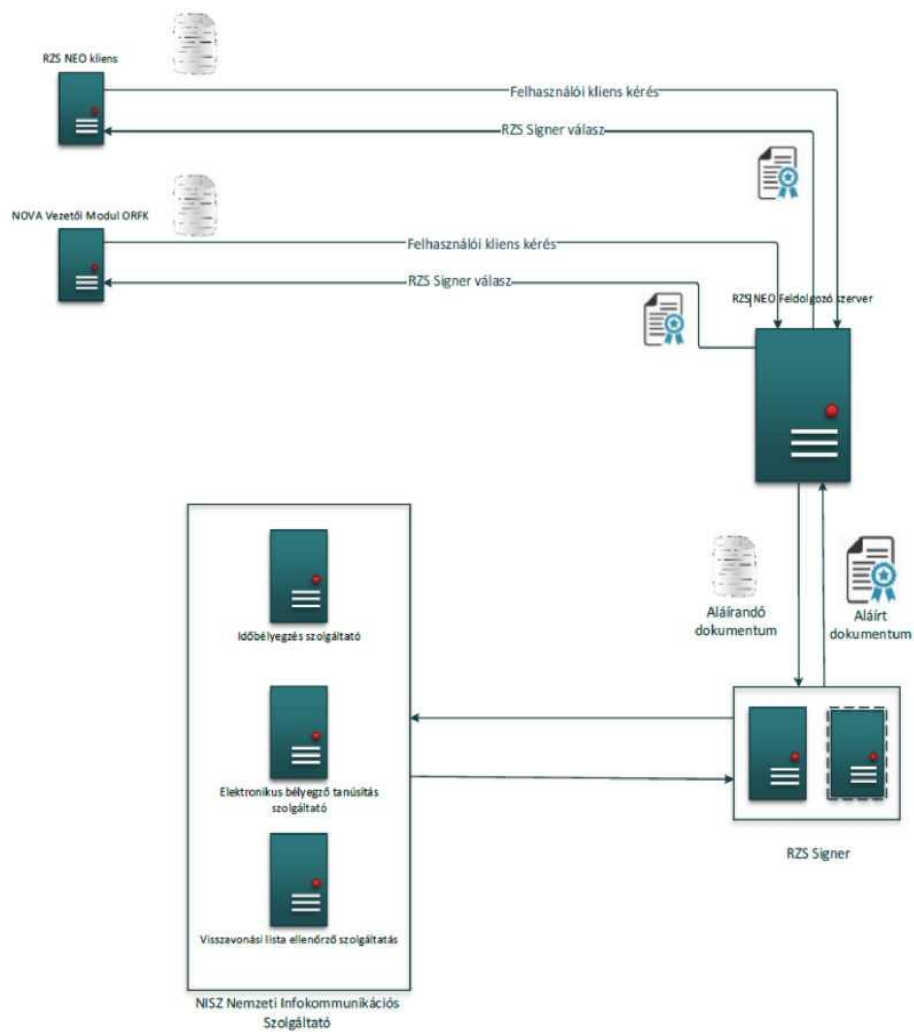 RZS NEO kliens
Felhasználói kliens kérés
RZS Signer válasz
NOVA Vezetői Modul ORFK
Felhasználói kliens kérés
RZS Signer válasz
RZS NEO Feldolgozó szerver
Aláírandó
dokumentum
Aláírt
dokumentum
Időbélyegzés szolgáltató
Elektronikus bélyegző tanúsítás
szolgáltató
Visszavonási lista ellenőrző szolgáltatás
RZS Signer
NISZ Nemzeti Infokommunikációs
Szolgáltató